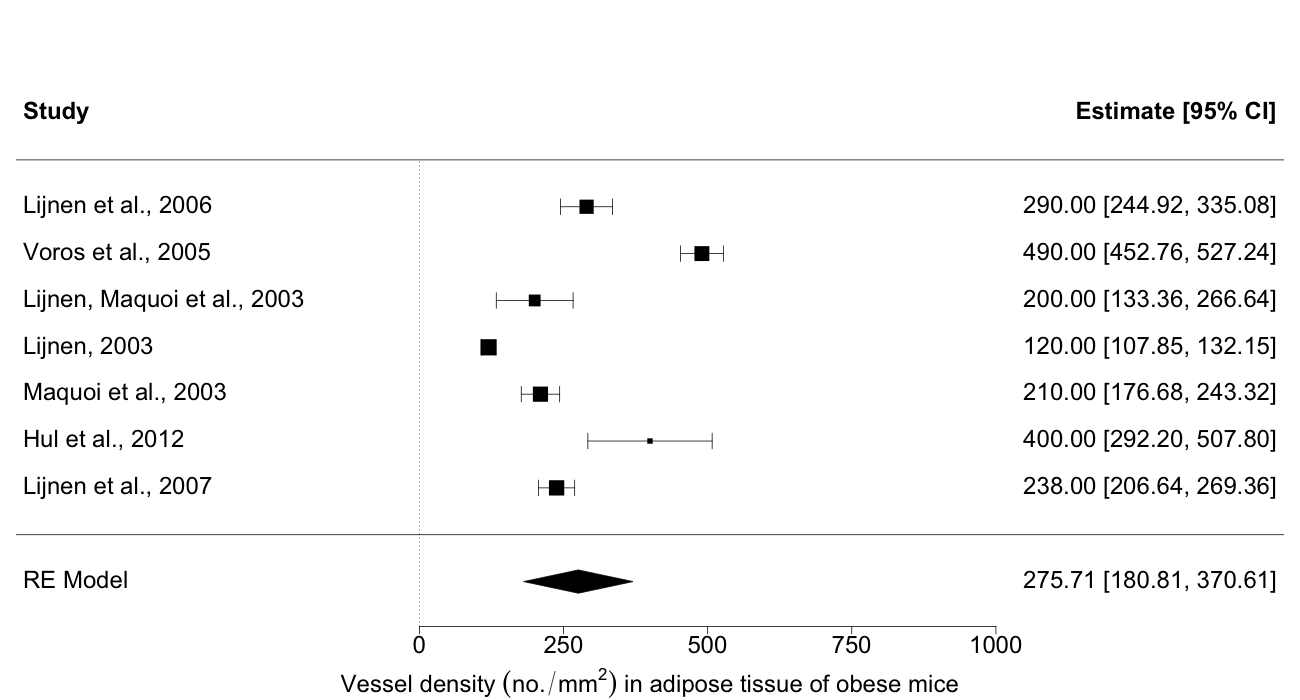 Study Estimate [95% CI]
Lijnen et al., 2006 290.00 [244.92, 335.08]
Voros et al., 2005 490.00 [452.76, 527.24]
Lijnen, Maquoi et al., 2003 200.00 [133.36, 266.64]
Lijnen, 2003 120.00 [107.85, 132.15]
Maquoi et al., 2003 210.00 [176.68, 243.32]
Hul et al., 2012 400.00 [292.20, 507.80]
Lijnen et al., 2007 238.00 [206.64, 269.36]
RE Model 275.71 [180.81, 370.61]
0 250 500 750 1000
Vessel density (no./mm²) in adipose tissue of obese mice